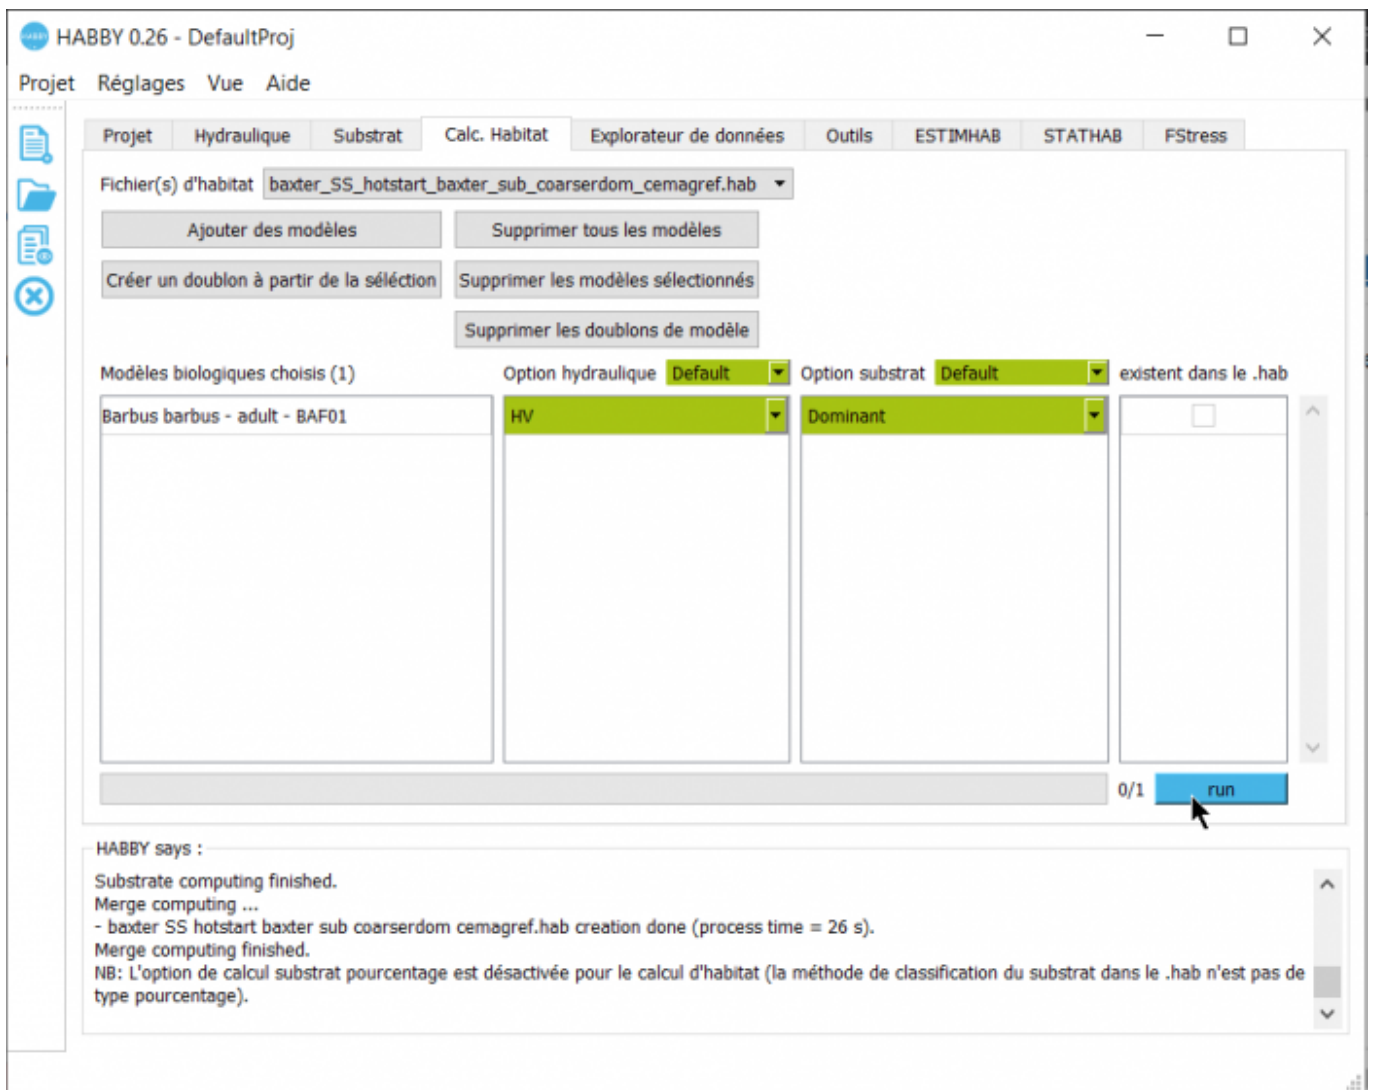 HABBY 0.26 - DefaultProj
Projet Réglages Vue Aide
Projet Hydraulique Substrat Calc. Habitat Explorateur de données Outils ESTIMHAB STATHAB FStress
Fichier(s) d'habitat baxter_SS_hotstart_baxter_sub_coarserdom_cemagref.hab
Ajouter des modèles Supprimer tous les modèles
Créer un doublon à partir de la séléction Supprimer les modèles sélectionnés
Supprimer les doublons de modèle
Modèles biologiques choisis (1) Option hydraulique Default Option substrat Default existent dans le .hab
Barbus barbus - adult - BAF01 HV Dominant
0/1 run
HABBY says :
Substrate computing finished.
Merge computing ...
- baxter SS hotstart baxter sub coarserdom cemagref.hab creation done (process time = 26 s).
Merge computing finished.
NB: L'option de calcul substrat pourcentage est désactivée pour le calcul d'habitat (la méthode de classification du substrat dans le .hab n'est pas de
type pourcentage).